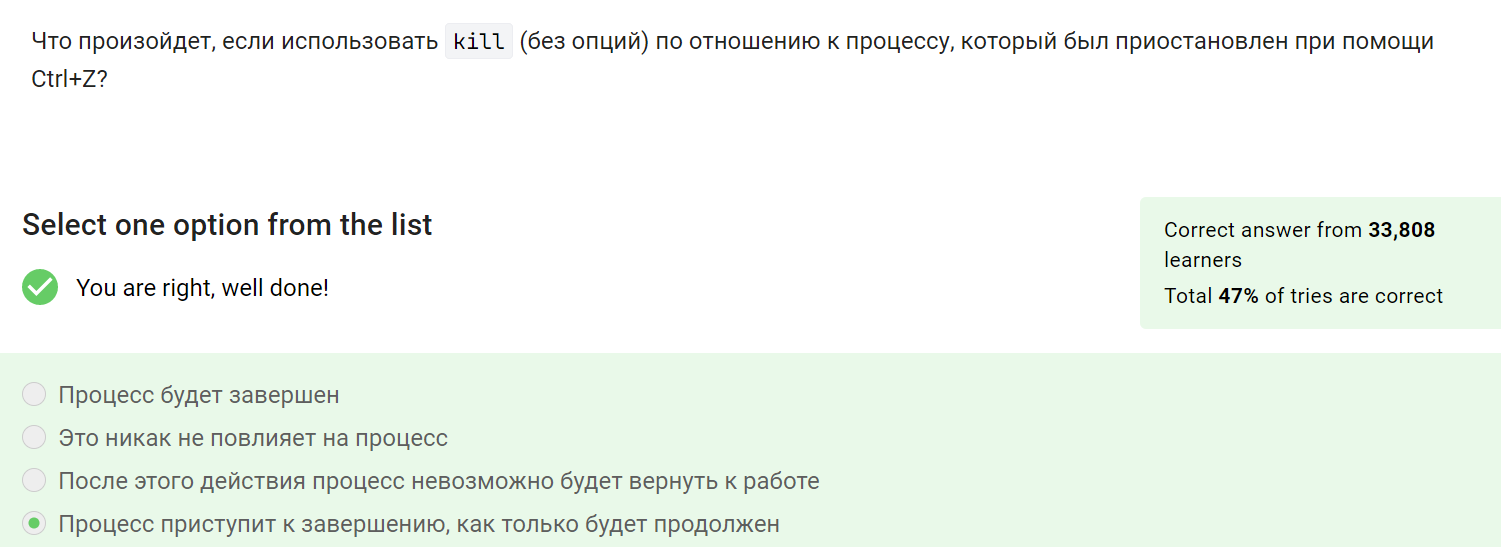 Что произойдет, если использовать kill (без опций) по отношению к процессу, который был приостановлен при помощи
Ctrl+Z?
Select one option from the list
You are right, well done!
Correct answer from 33,808
learners
Total 47% of tries are correct
Процесс будет завершен
Это никак не повлияет на процесс
После этого действия процесс невозможно будет вернуть к работе
Процесс приступит к завершению, как только будет продолжен